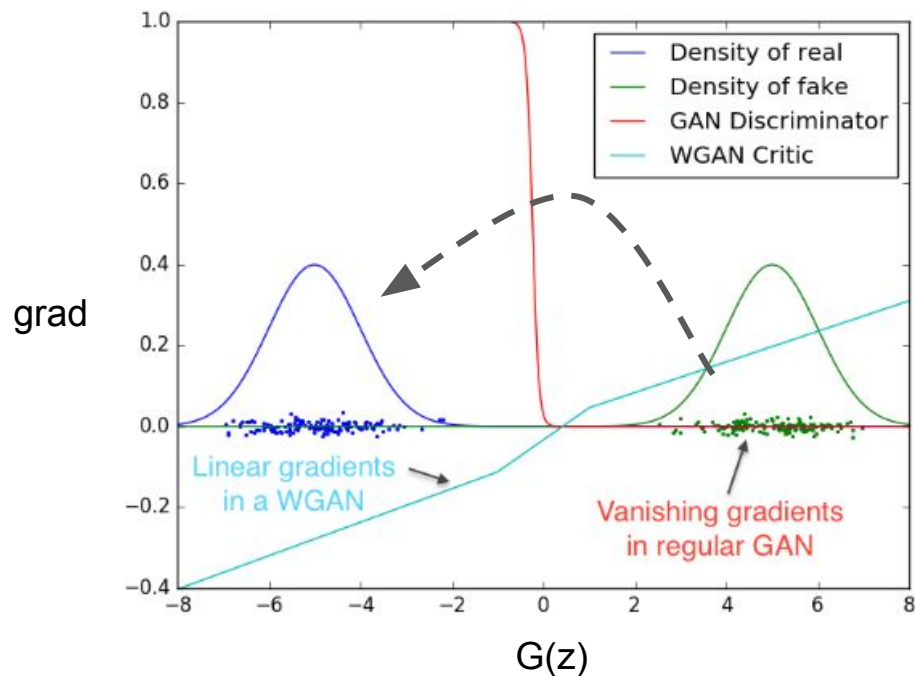 1.0
0.8
0.6
0.4
0.2
0.0
−0.2
−0.4
grad
Density of real
Density of fake
GAN Discriminator
WGAN Critic
Linear gradients
in a WGAN
Vanishing gradients
in regular GAN
−8 −6 −4 −2 0 2 4 6 8
G(z)